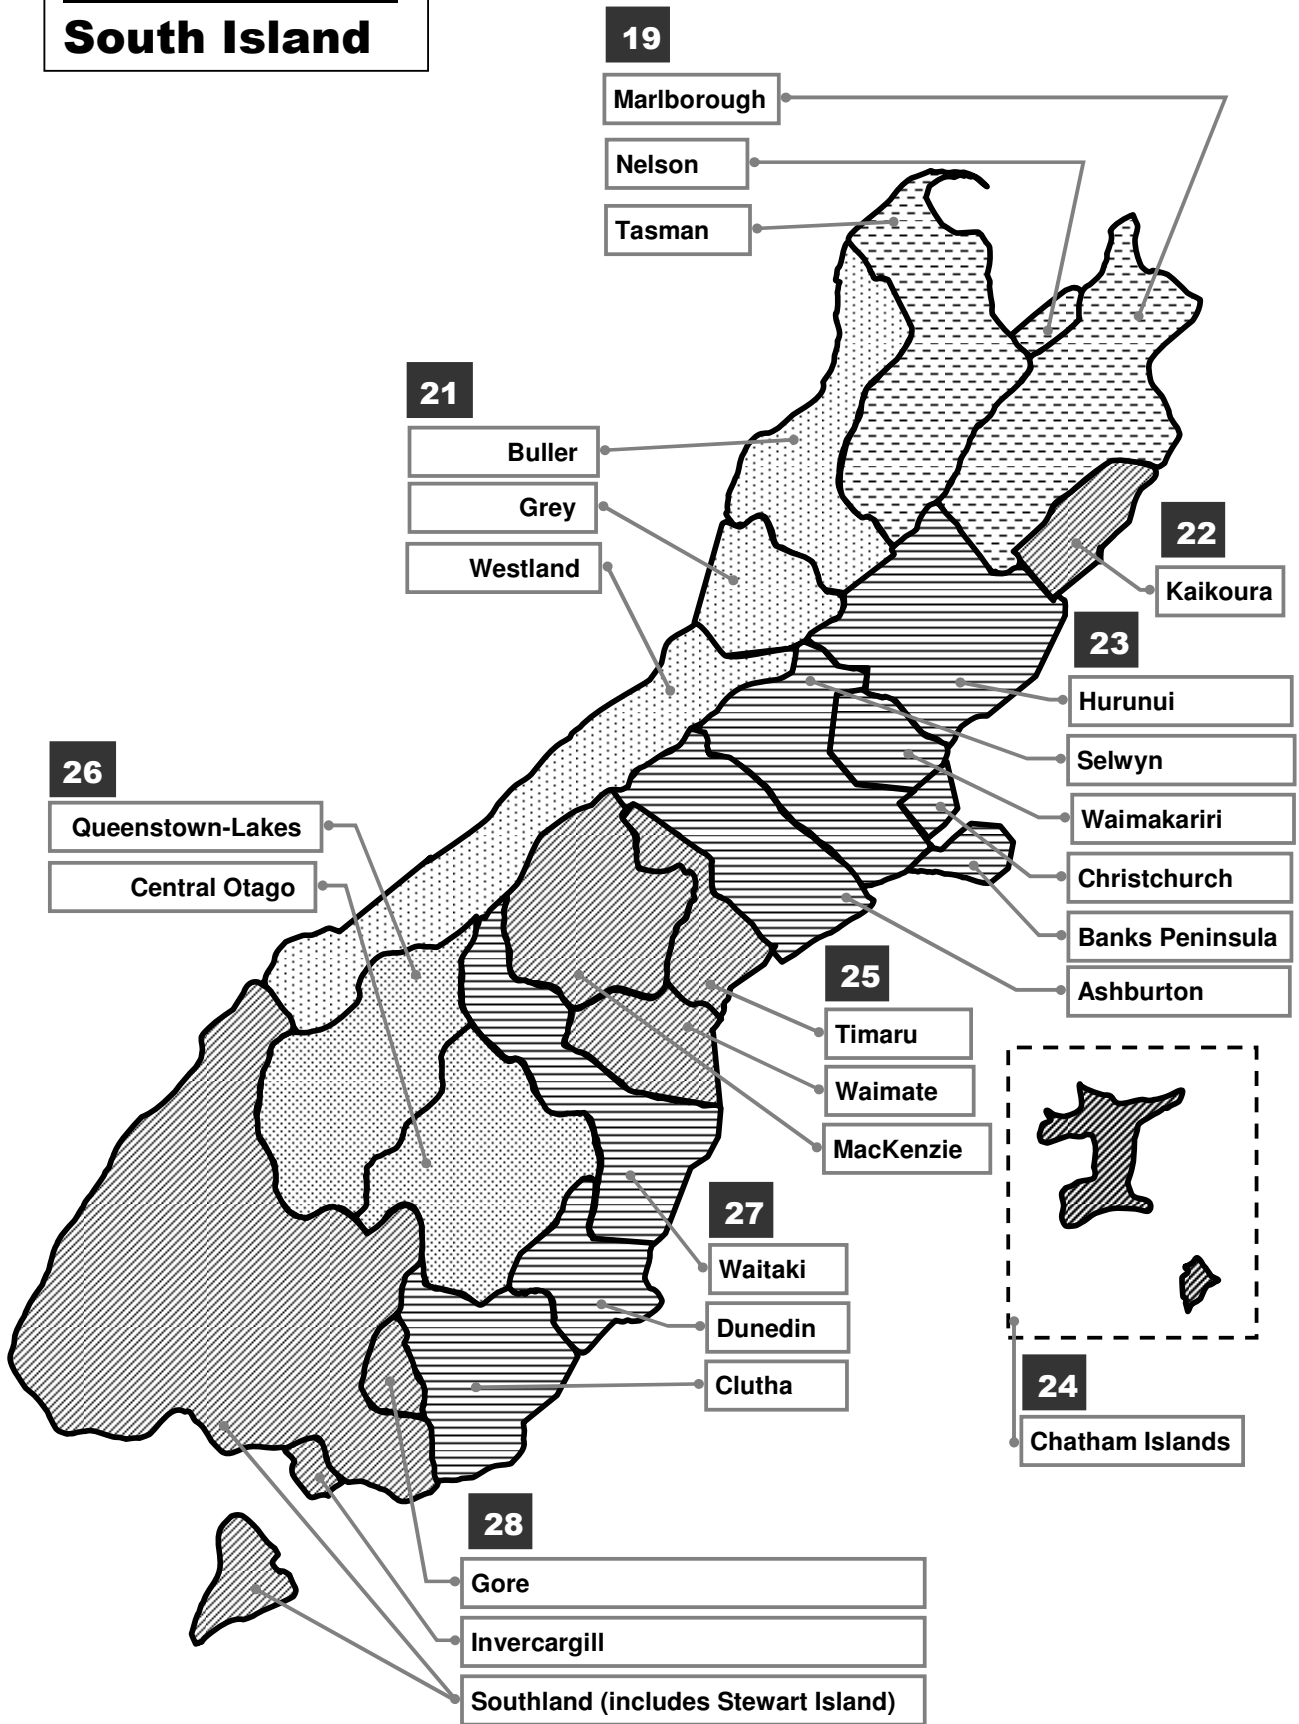 South Island
19
Marlborough
Nelson
Tasman
21
Buller
Grey
Westland
22
Kaikoura
23
Hurunui
Selwyn
Waimakariri
Christchurch
Banks Peninsula
Ashburton
26
Queenstown-Lakes
Central Otago
25
Timaru
Waimate
MacKenzie
27
Waitaki
Dunedin
Clutha
24
Chatham Islands
28
Gore
Invercargill
Southland (includes Stewart Island)